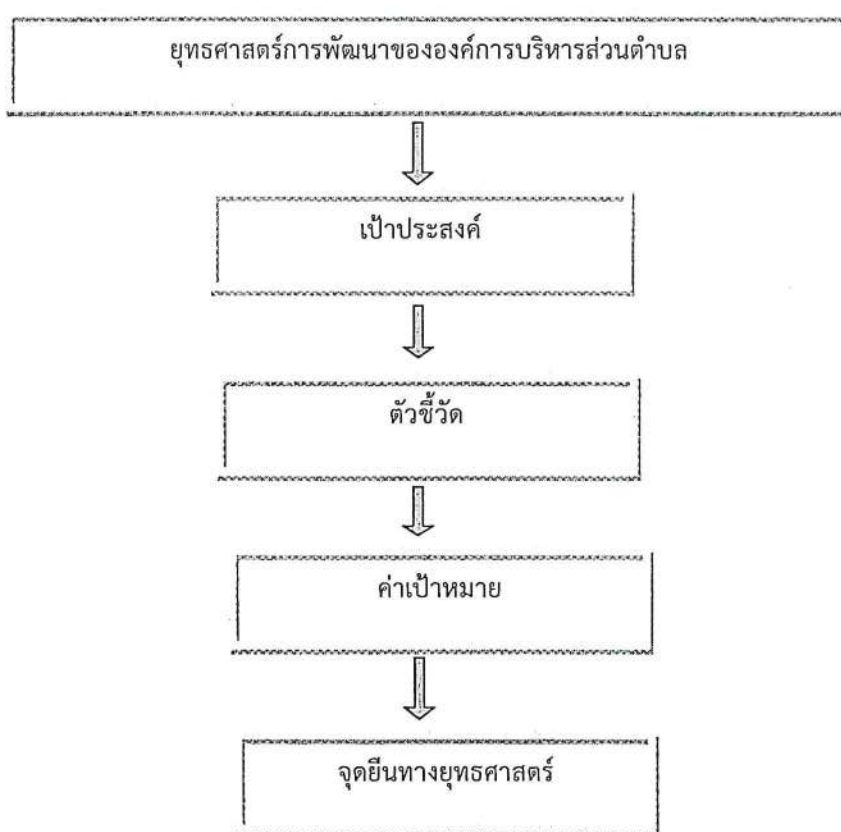 ยุทธศาสตร์การพัฒนาขององค์การบริหารส่วนตำบล
เป้าประสงค์
ตัวชี้วัด
ค่าเป้าหมาย
จุดยืนทางยุทธศาสตร์